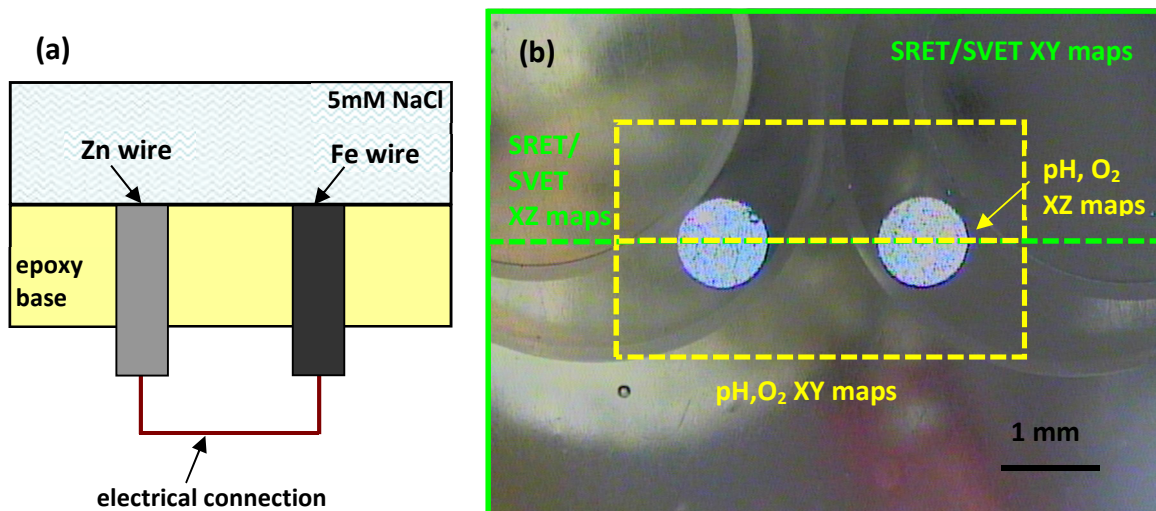 (a)
5mM NaCl
Zn wire
Fe wire
epoxy
base
electrical connection
(b)
SRET/SVET XY maps
SRET/
SVET
XZ maps
pH, O₂
XZ maps
pH,O₂ XY maps
1 mm